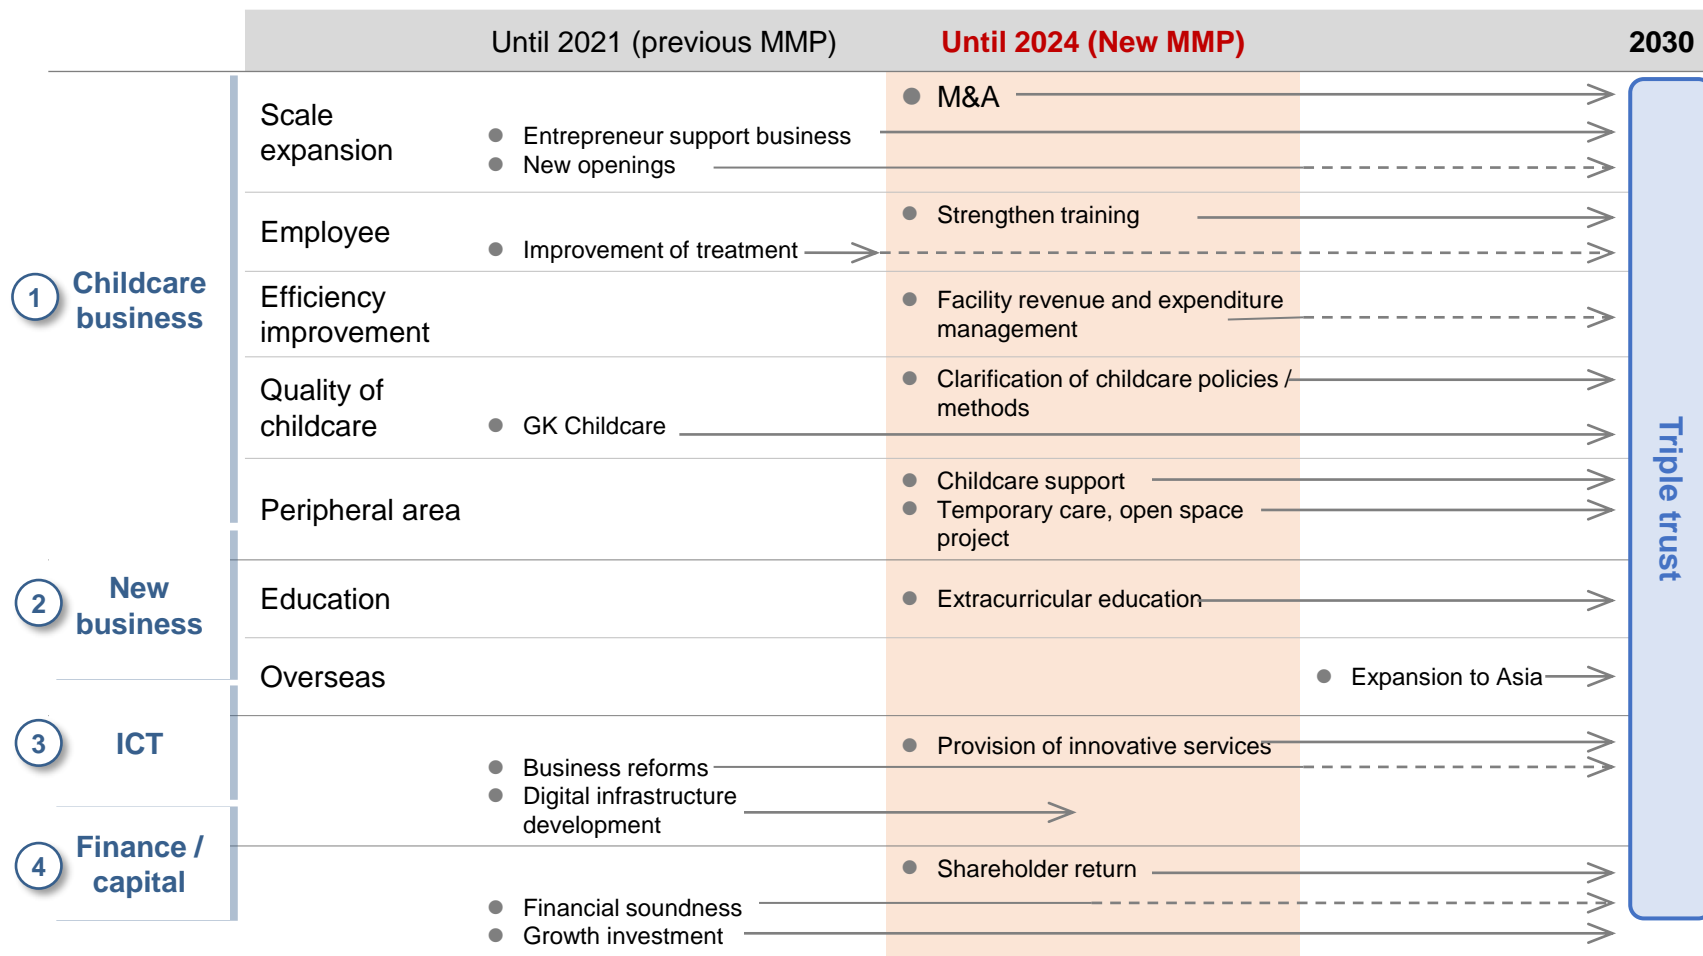 Until 2021 (previous MMP)
Until 2024 (New MMP)
2030
1
Childcare
business
Scale
expansion
M&A
Entrepreneur support business
New openings
Employee
Strengthen training
Improvement of treatment
Efficiency
improvement
Facility revenue and expenditure
management
Quality of
childcare
Clarification of childcare policies /
methods
GK Childcare
Peripheral area
Childcare support
Temporary care, open space
project
2
New
business
Education
Extracurricular education
Overseas
Expansion to Asia
3
ICT
Provision of innovative services
Business reforms
Digital infrastructure
development
4
Finance /
capital
Shareholder return
Financial soundness
Growth investment
Triple trust